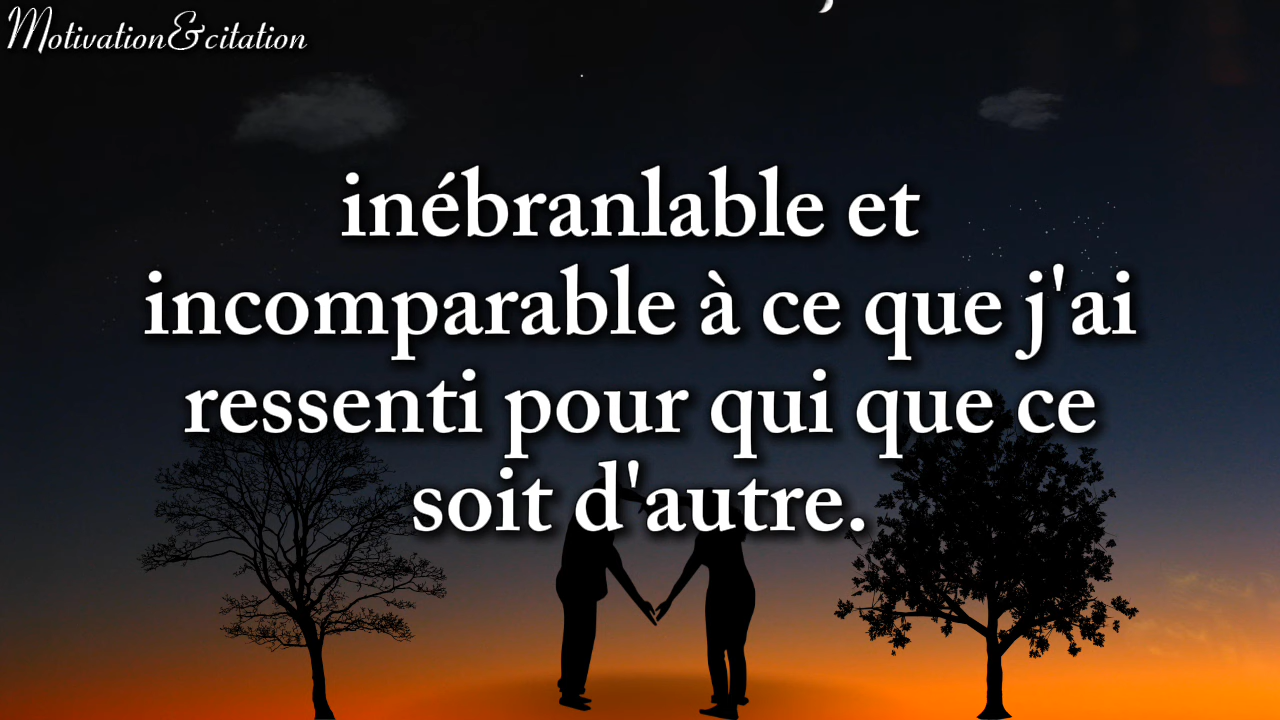 Motivation&citation
inébranlable et
incomparable à ce que j'ai
ressenti pour qui que ce
soit d'autre.